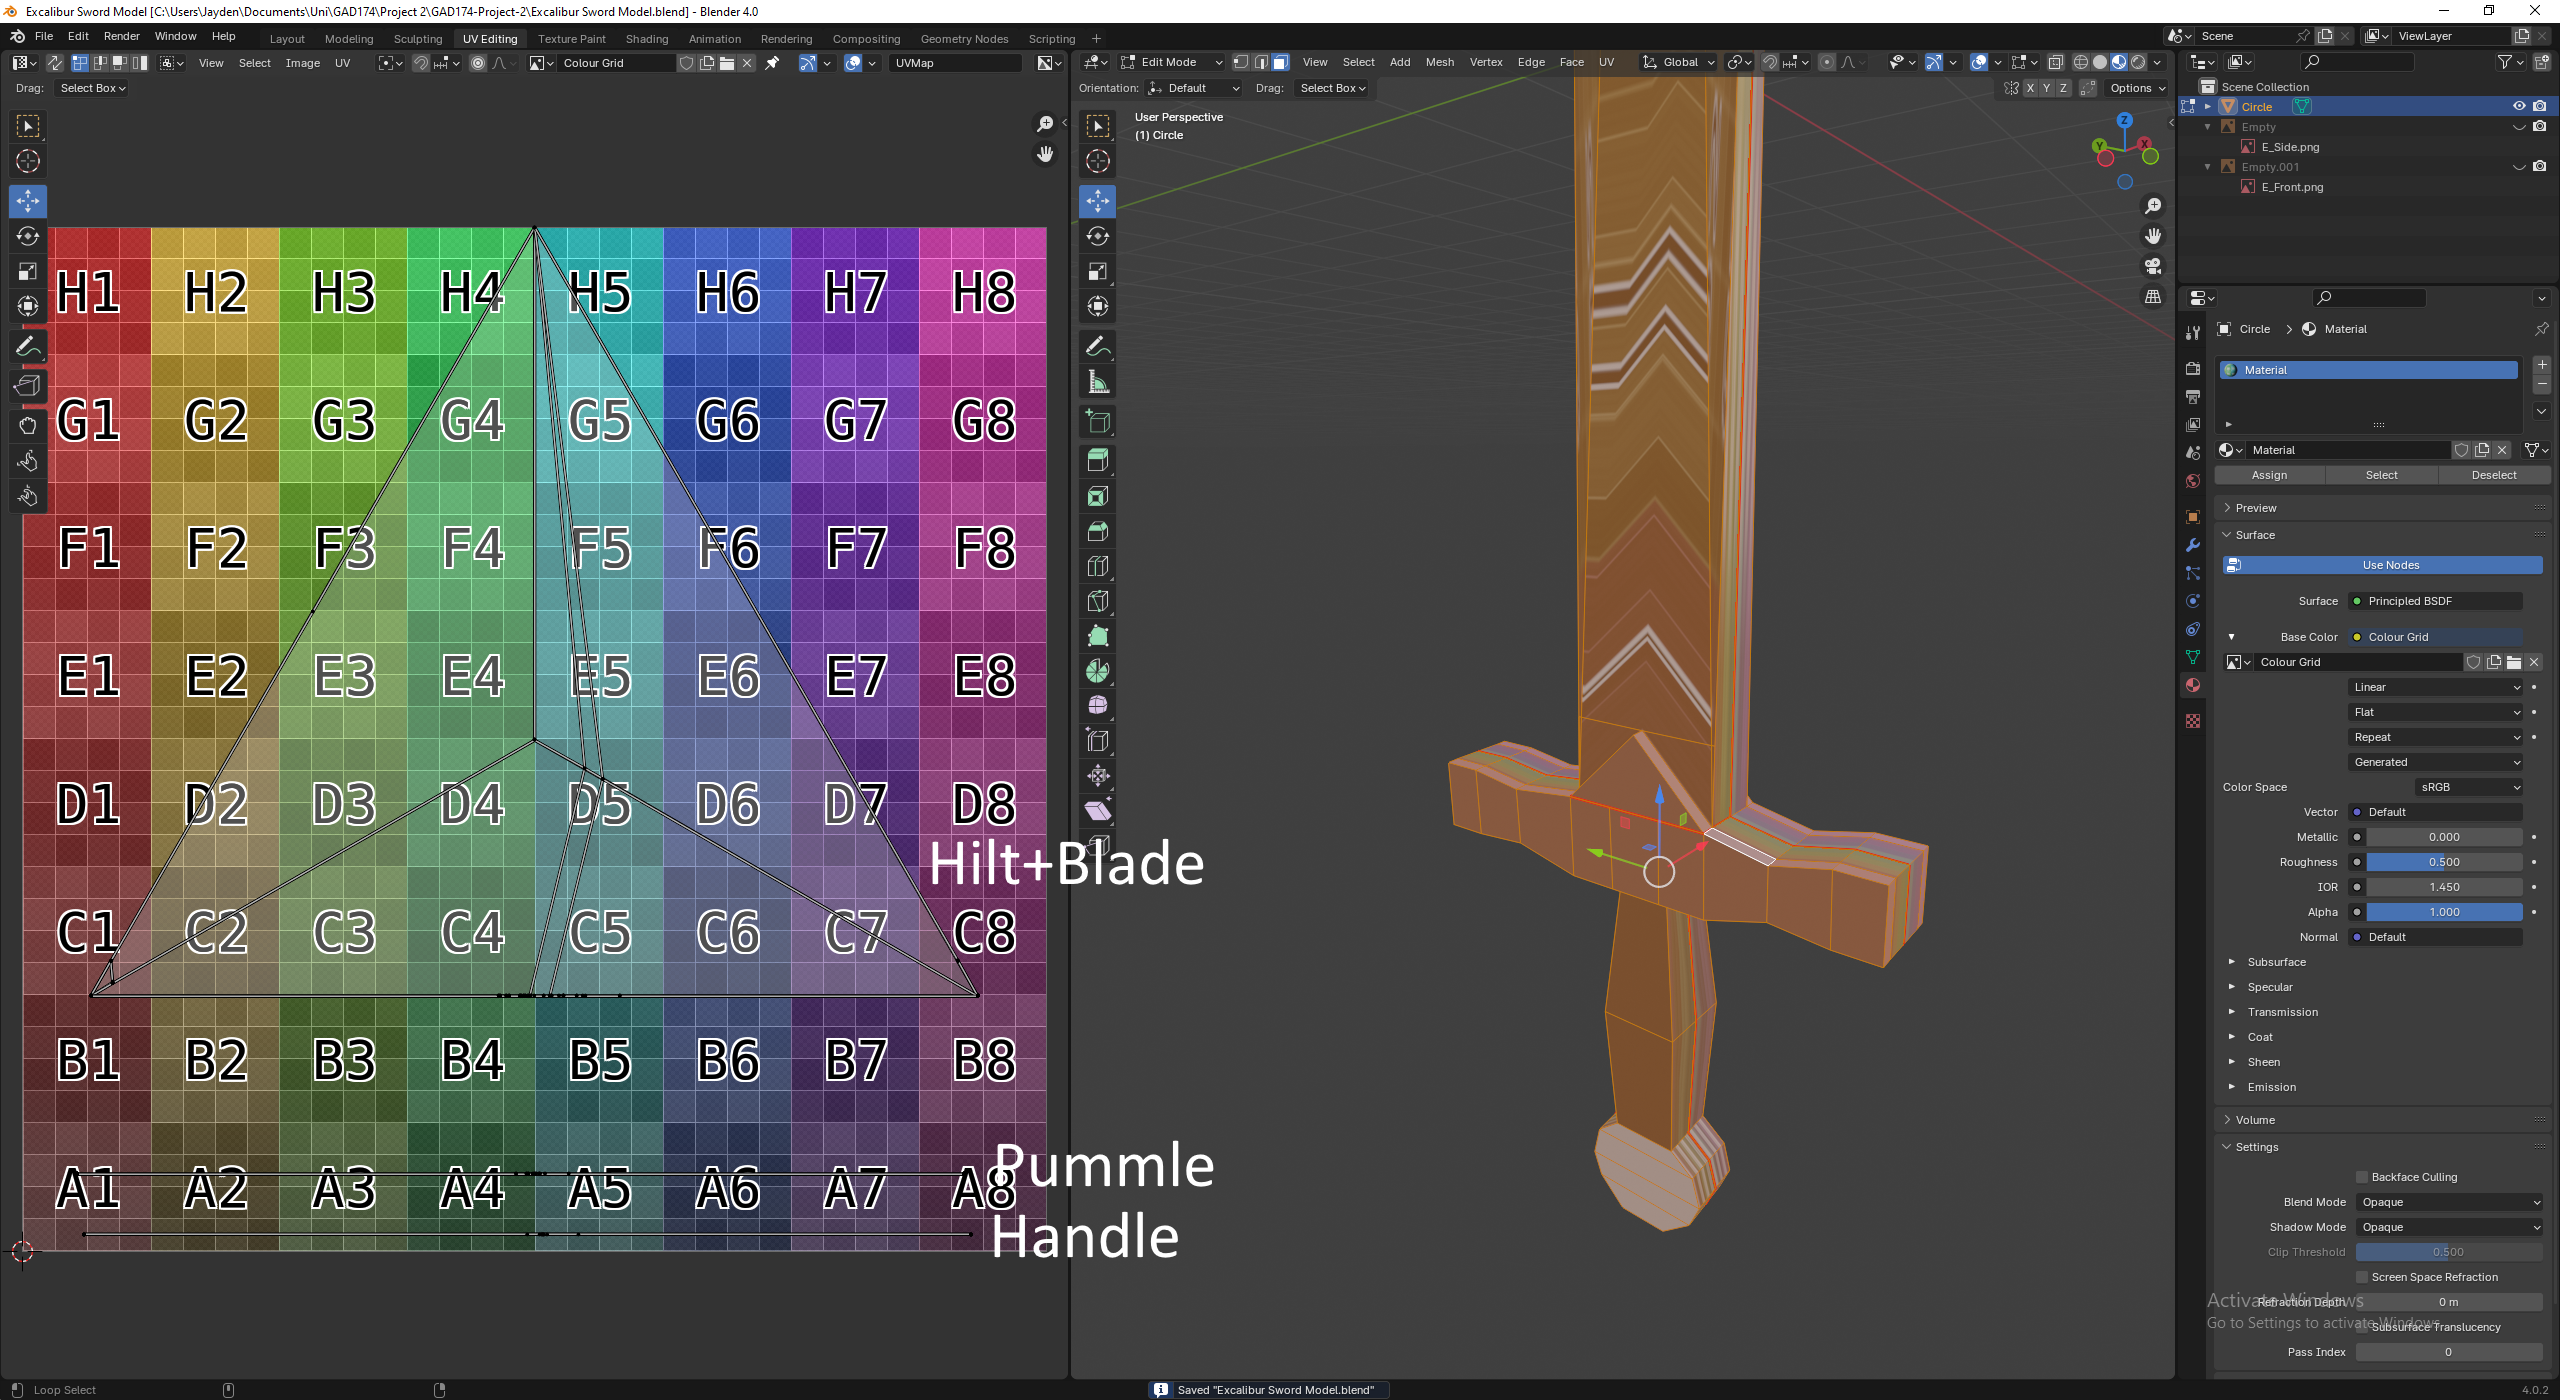 Excalibur Sword Model [C:\Users\Jayden\Documents\Uni\GAD174\Project 2\GAD174-Project-2\Excalibur Sword Model.blend] - Blender 4.0
File Edit Render Window Help Layout Modeling Sculpting UV Editing Texture Paint Shading Animation Rendering Compositing Geometry Nodes Scripting + Scene ViewLayer
View Select Image UV Colour Grid UVMap Edit Mode View Select Add Mesh Vertex Edge Face UV Global
Drag: Select Box Orientation: Default Drag: Select Box X Y Z Options
User Perspective
(1) Circle
Z
Y X
Scene Collection
Circle
Empty
E_Side.png
Empty.001
E_Front.png
H1 H2 H3 H4 H5 H6 H7 H8
G1 G2 G3 G4 G5 G6 G7 G8
F1 F2 F3 F4 F5 F6 F7 F8
E1 E2 E3 E4 E5 E6 E7 E8
D1 D2 D3 D4 D5 D6 D7 D8
Hilt+Blade
C1 C2 C3 C4 C5 C6 C7 C8
B1 B2 B3 B4 B5 B6 B7 B8
Pummle
A1 A2 A3 A4 A5 A6 A7 A8
Handle
Circle > Material
Material
Material
Assign Select Deselect
Preview
Surface
Use Nodes
Surface Principled BSDF
Base Color Colour Grid
Colour Grid
Linear
Flat
Repeat
Generated
Color Space sRGB
Vector Default
Metallic 0.000
Roughness 0.500
IOR 1.450
Alpha 1.000
Normal Default
Subsurface
Specular
Transmission
Coat
Sheen
Emission
Volume
Settings
Backface Culling
Blend Mode Opaque
Shadow Mode Opaque
Clip Threshold 0.500
Screen Space Refraction
Activate Windows
Refraction Depth 0 m
Go to Settings to activate Windows.
Subsurface Translucency
Pass Index 0
Loop Select
Saved "Excalibur Sword Model.blend"
4.0.2